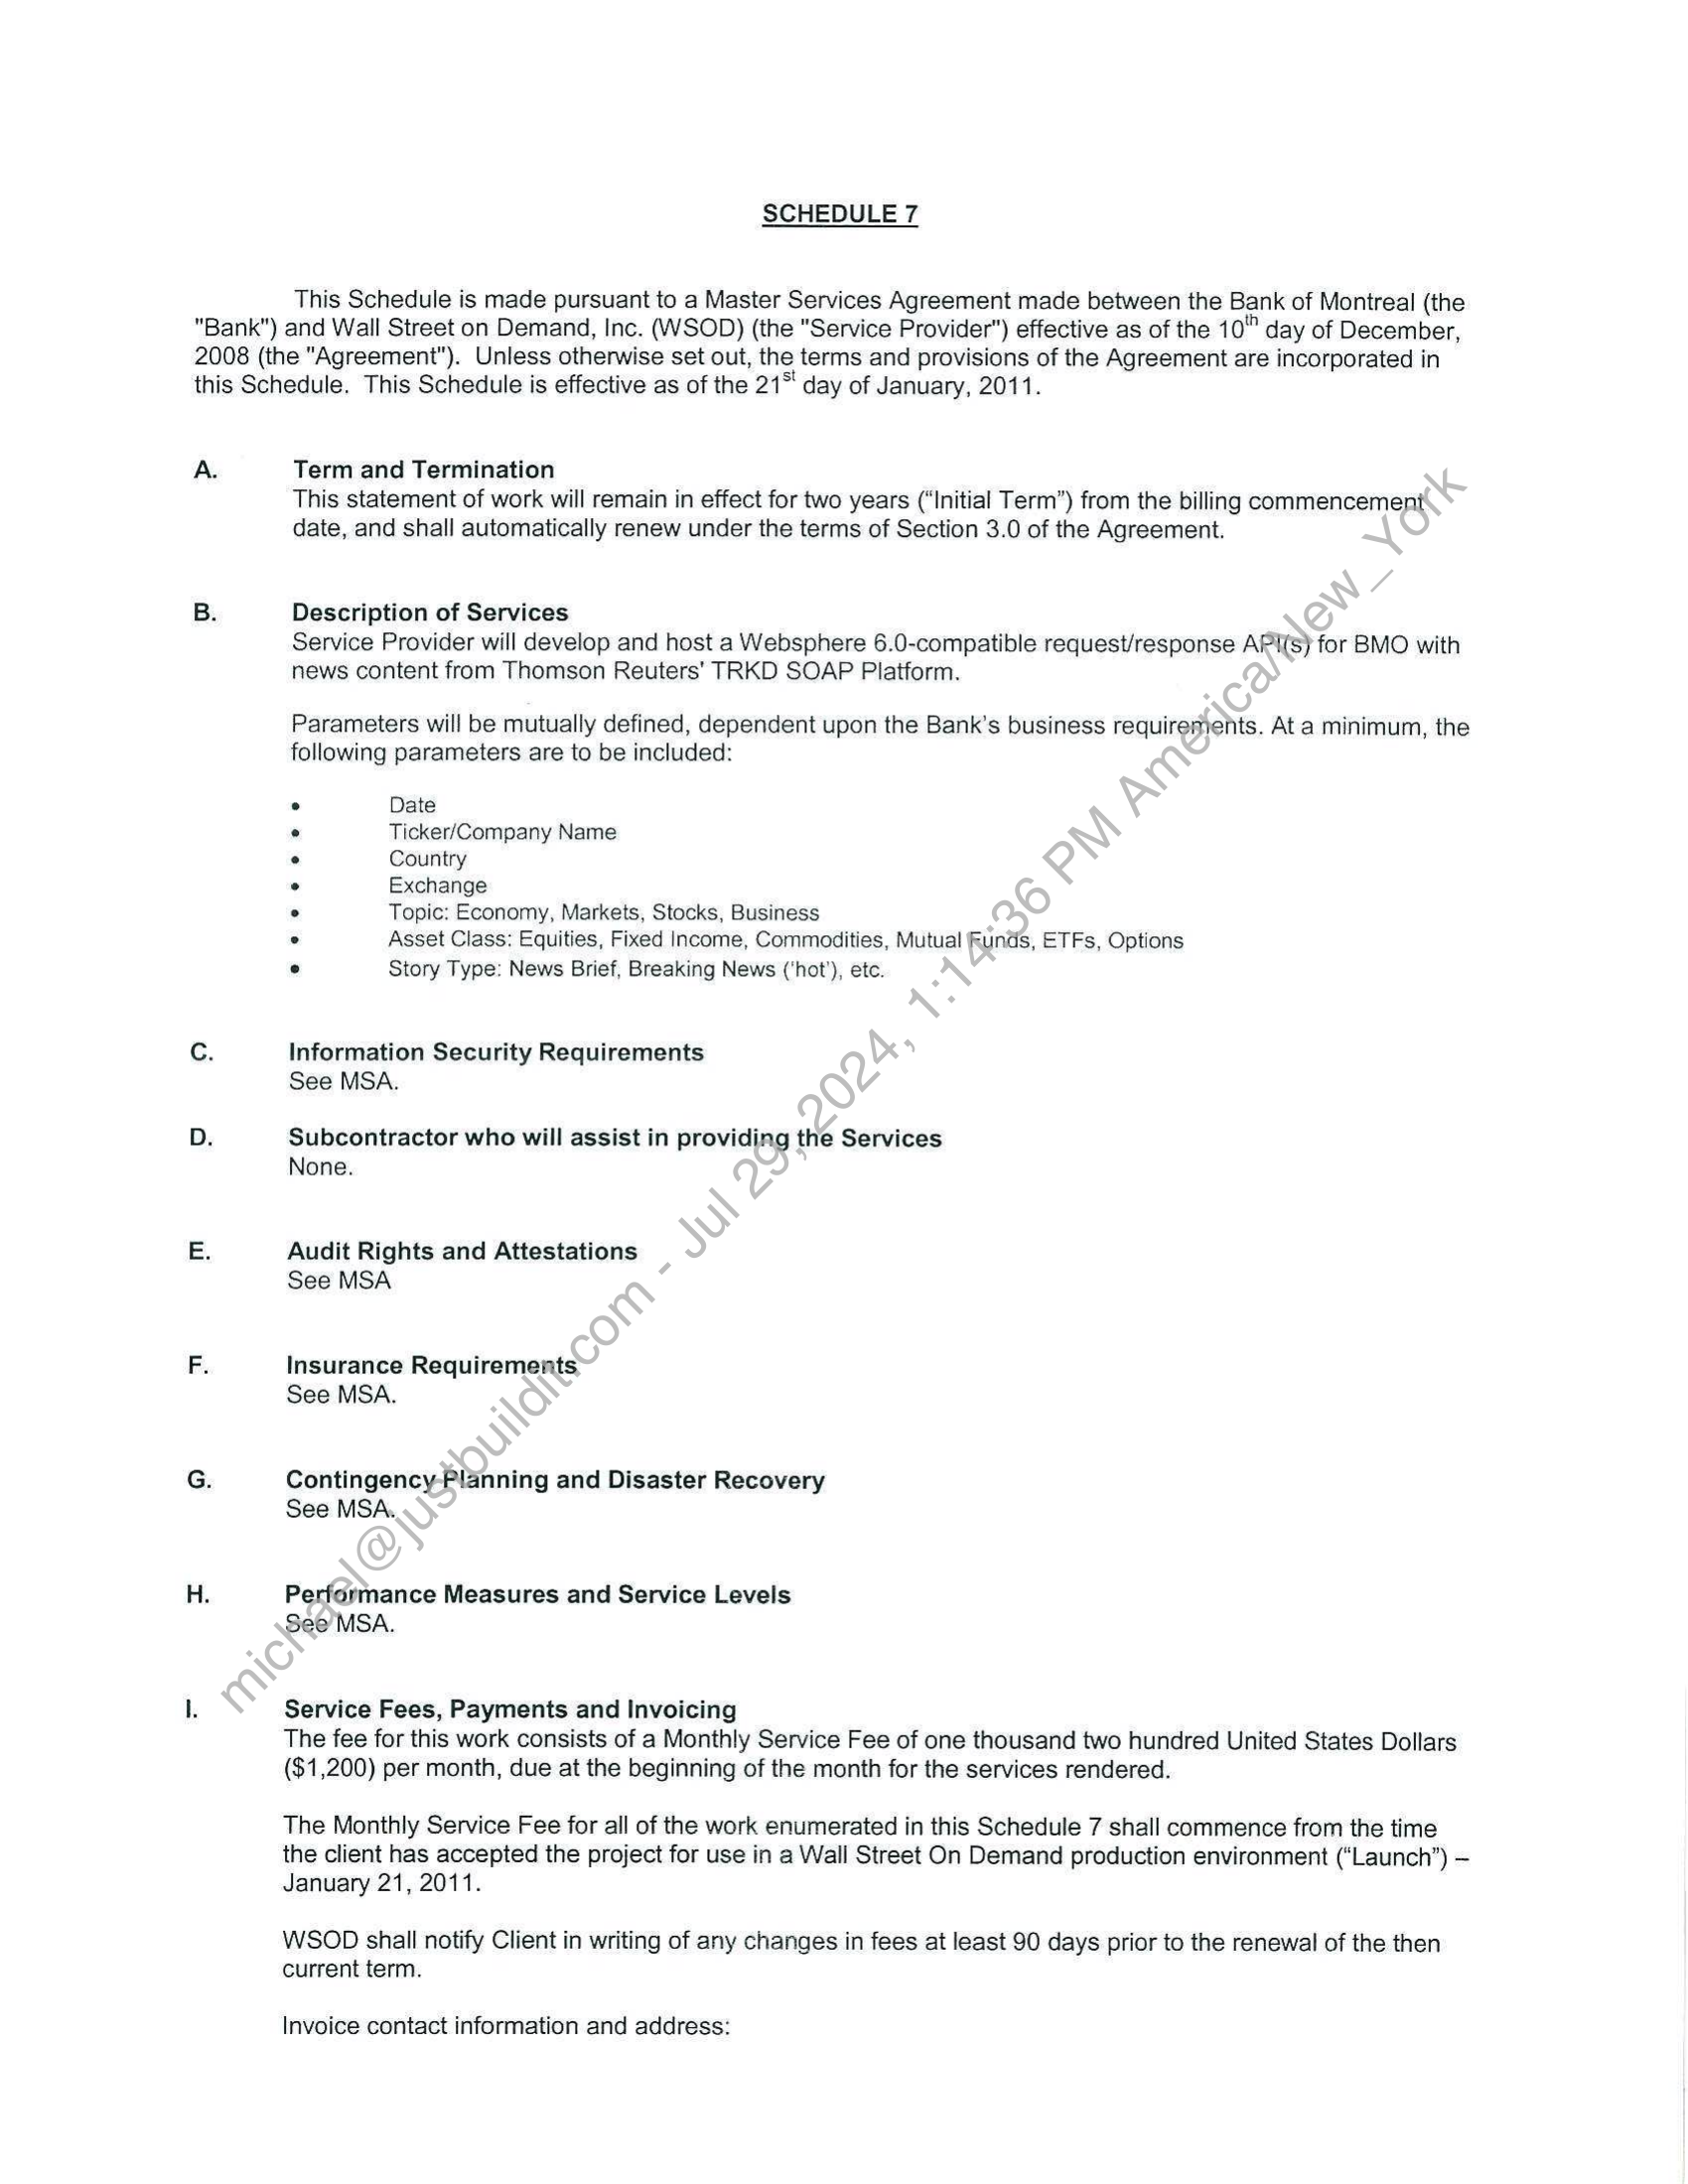 SCHEDULE 7
This Schedule is made pursuant to a Master Services Agreement made between the Bank of Montreal (the
"Bank") and Wall Street on Demand, Inc. (WSOD) (the "Service Provider") effective as of the 10th day of December,
2008 (the "Agreement").  Unless otherwise set out, the terms and provisions of the Agreement are incorporated in
this Schedule.  This Schedule is effective as of the 21st day of January, 2011.
A. Term and Termination
This statement of work will remain in effect for two years (“Initial Term”) from the billing commencement
date, and shall automatically renew under the terms of Section 3.0 of the Agreement.
B. Description of Services
Service Provider will develop and host a Websphere 6.0-compatible request/response API(s) for BMO with
news content from Thomson Reuters' TRKD SOAP Platform.
Parameters will be mutually defined, dependent upon the Bank’s business requirements. At a minimum, the
following parameters are to be included:
• Date
• Ticker/Company Name
• Country
• Exchange
• Topic: Economy, Markets, Stocks, Business
• Asset Class: Equities, Fixed Income, Commodities, Mutual Funds, ETFs, Options
• Story Type: News Brief, Breaking News (‘hot’), etc.
C. Information Security Requirements
See MSA.
D. Subcontractor who will assist in providing the Services
None.
E. Audit Rights and Attestations
See MSA
F. Insurance Requirements
See MSA.
G. Contingency Planning and Disaster Recovery
See MSA.
H. Performance Measures and Service Levels
See MSA.
I. Service Fees, Payments and Invoicing
The fee for this work consists of a Monthly Service Fee of one thousand two hundred United States Dollars
($1,200) per month, due at the beginning of the month for the services rendered.
The Monthly Service Fee for all of the work enumerated in this Schedule 7 shall commence from the time
the client has accepted the project for use in a Wall Street On Demand production environment (“Launch”) –
January 21, 2011.
WSOD shall notify Client in writing of any changes in fees at least 90 days prior to the renewal of the then
current term.
Invoice contact information and address:
michael@justbuildit.com - Jul 29, 2024, 1:14:36 PM America/New_York